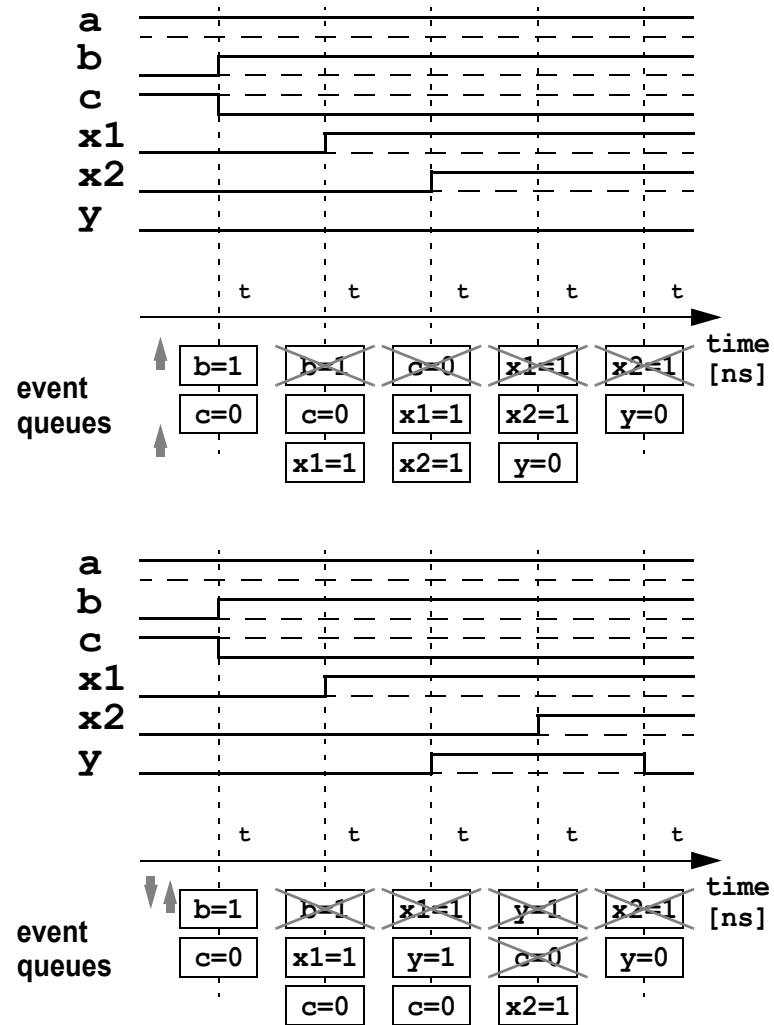 a
b
c
x1
x2
y
t t t t t
time
[ns]
event
queues
b=1 b=1 c=0 x1=1 x2=1
c=0 c=0 x1=1 x2=1 y=0
x1=1 x2=1 y=0
a
b
c
x1
x2
y
t t t t t
time
[ns]
event
queues
b=1 b=1 x1=1 y=1 x2=1
c=0 x1=1 y=1 c=0 y=0
c=0 c=0 x2=1